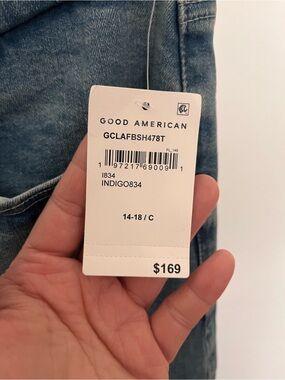 GOOD AMERICAN
GCLAFBSH478T
1 97217 69009 1
I834
INDIGO834
14-18 / C
$169